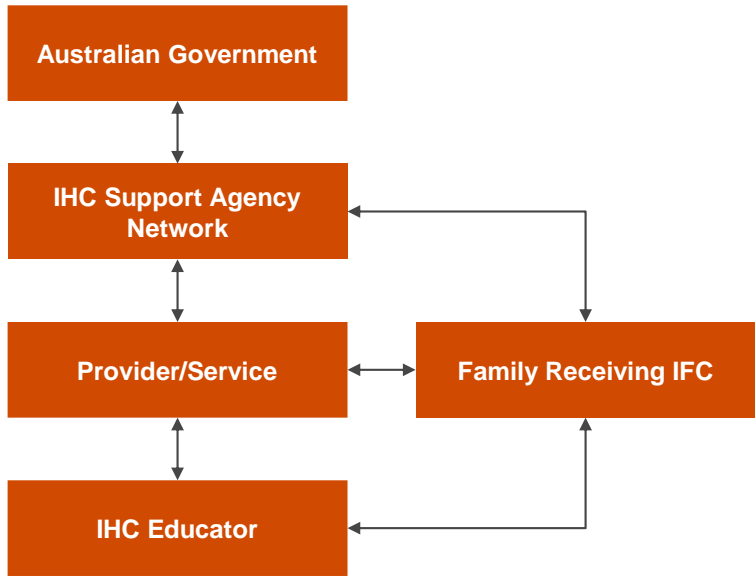 Australian Government
IHC Support Agency
Network
Provider/Service
Family Receiving IFC
IHC Educator